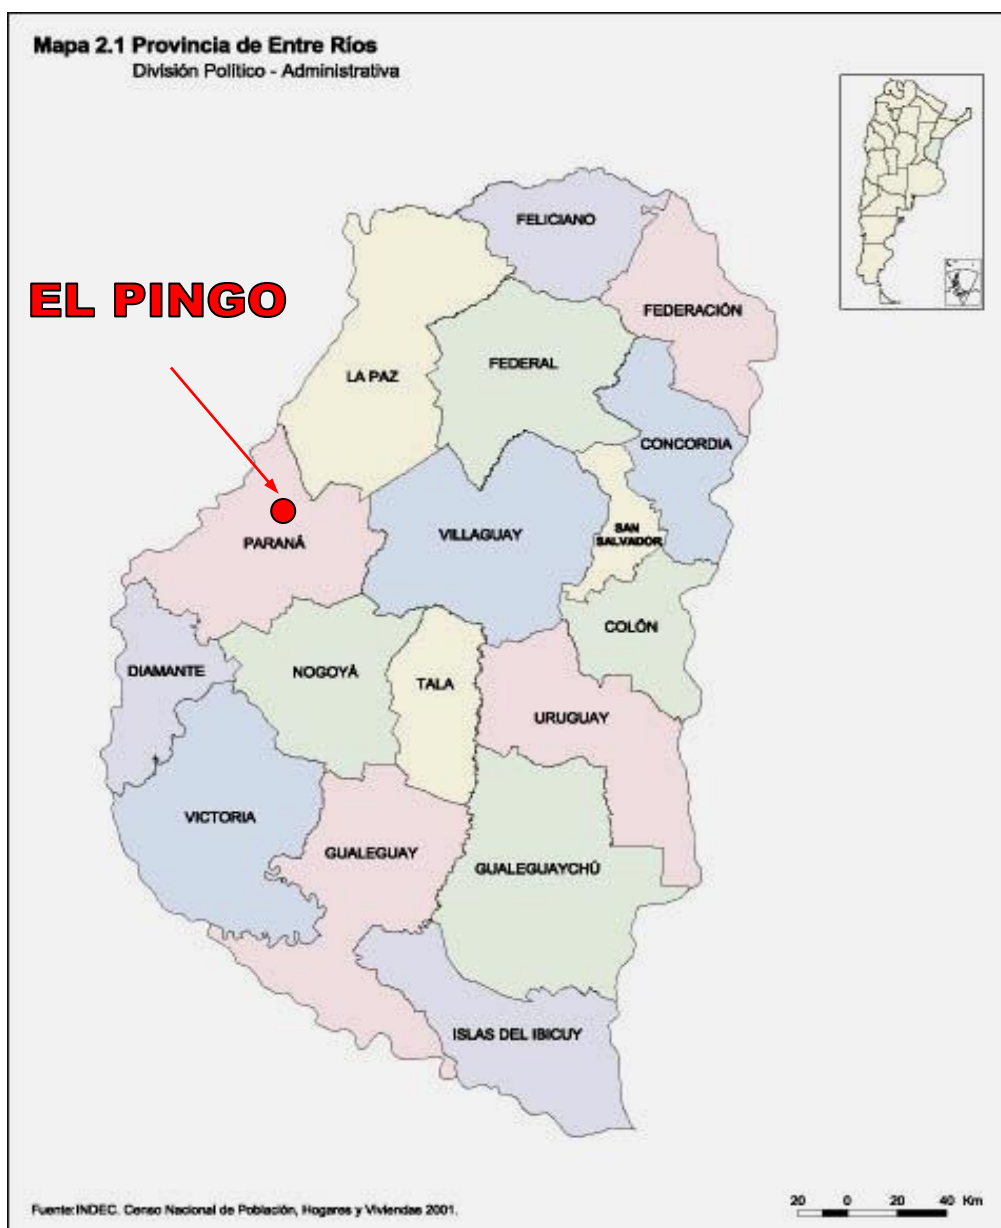 Mapa 2.1 Provincia de Entre Ríos
División Político - Administrativa
FELICIANO
EL PINGO
FEDERACIÓN
FEDERAL
LA PAZ
CONCORDIA
SAN
SALVADOR
VILLAGUAY
PARANÁ
COLÓN
DIAMANTE
NOGOYÁ
TALA
URUGUAY
VICTORIA
GUALEGUAY
GUALEGUAYCHÚ
ISLAS DEL IBICUY
Fuente:INDEC. Censo Nacional de Población, Hogares y Viviendas 2001.
20 0 20 40 Km